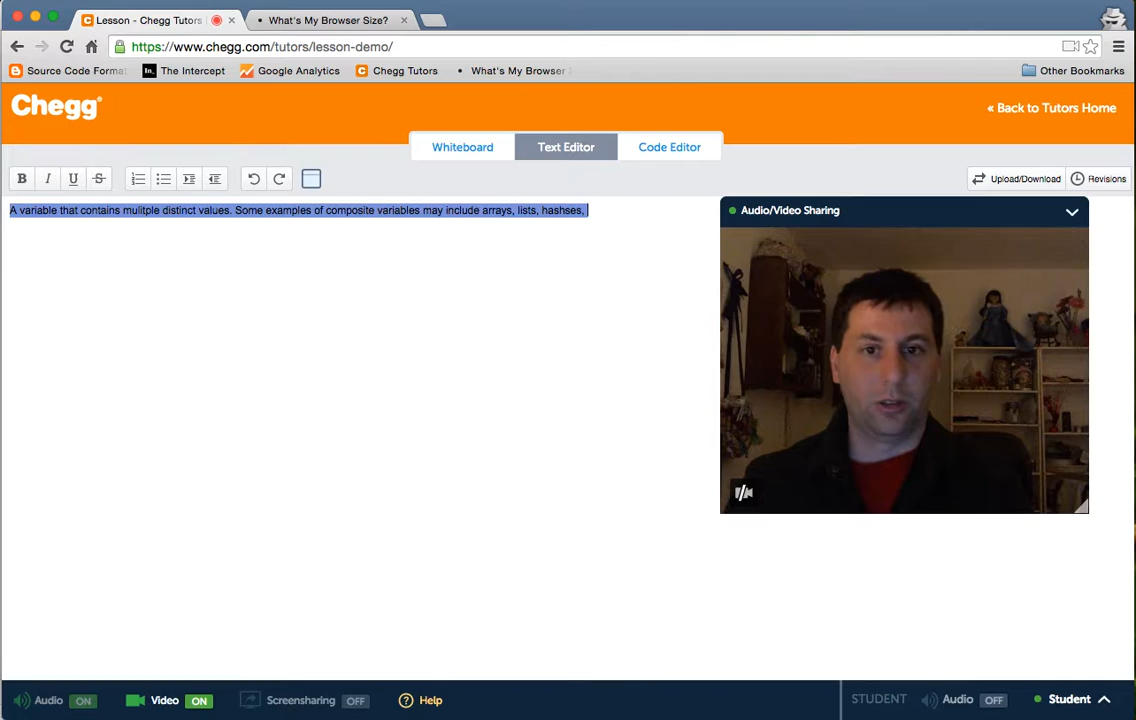 Lesson - Chegg Tutors
What's My Browser Size?
https://www.chegg.com/tutors/lesson-demo/
Source Code Format
The Intercept
Google Analytics
Chegg Tutors
What's My Browser
Other Bookmarks
Chegg
« Back to Tutors Home
Whiteboard
Text Editor
Code Editor
B I U S
Upload/Download
Revisions
A variable that contains mulitple distinct values. Some examples of composite variables may include arrays, lists, hashses,
Audio/Video Sharing
Audio ON
Video ON
Screensharing OFF
? Help
STUDENT
Audio OFF
Student